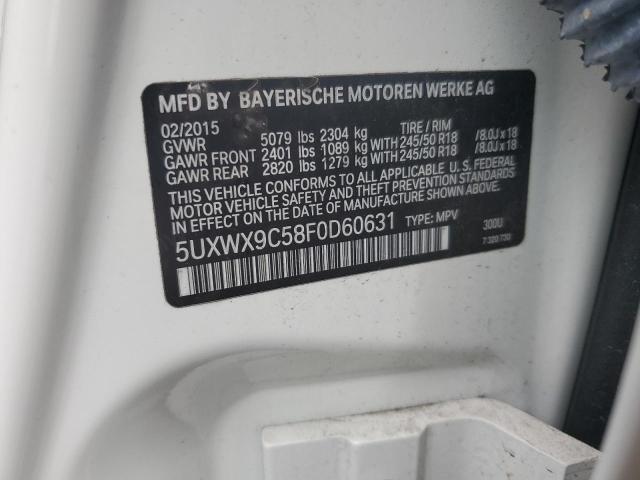 MFD BY BAYERISCHE MOTOREN WERKE AG
02/2015 TIRE / RIM
GVWR 5079 lbs 2304 kg
GAWR FRONT 2401 lbs 1089 kg WITH 245/50 R18 / 8.0J x 18
GAWR REAR 2820 lbs 1279 kg WITH 245/50 R18 / 8.0J x 18
THIS VEHICLE CONFORMS TO ALL APPLICABLE U.S. FEDERAL
MOTOR VEHICLE SAFETY AND THEFT PREVENTION STANDARDS
IN EFFECT ON THE DATE OF MANUFACTURE SHOWN ABOVE.
5UXWX9C58F0D60631 TYPE: MPV 300U
7 320 730